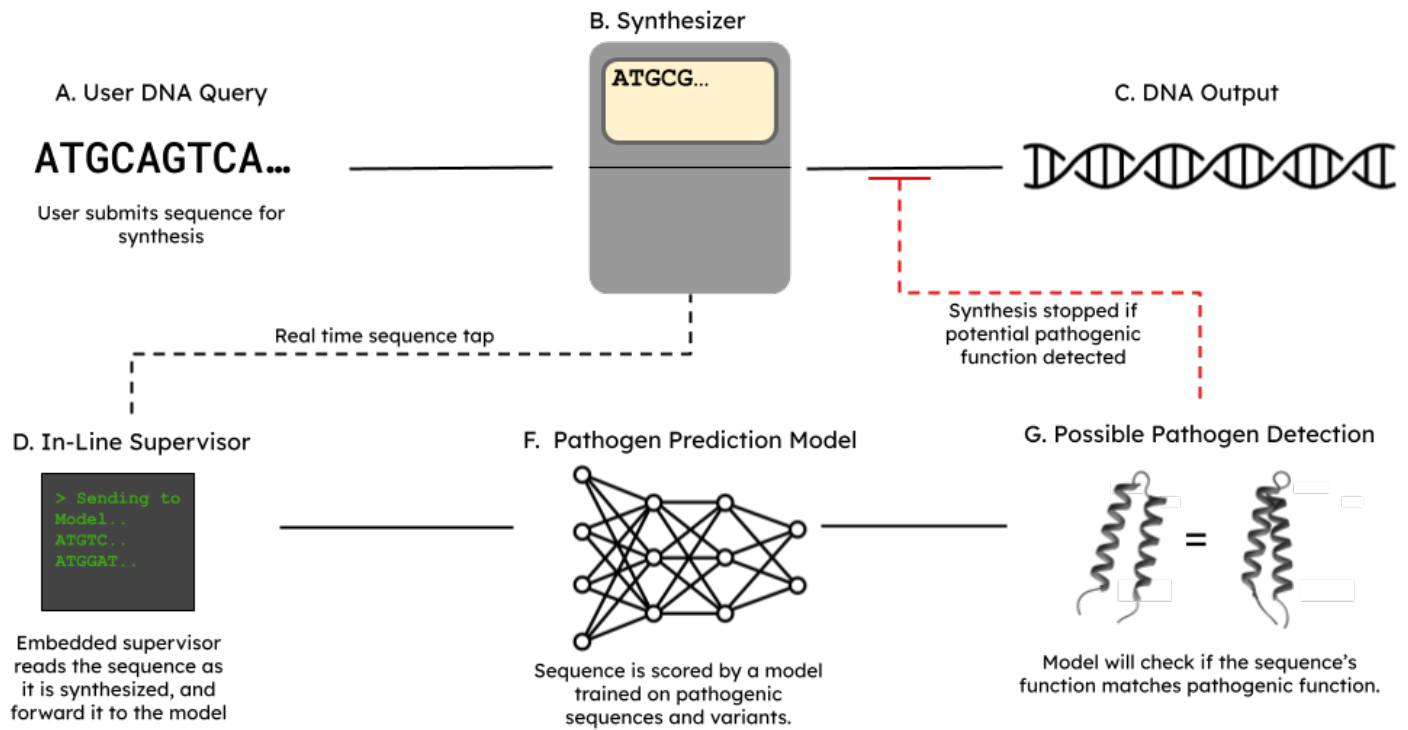 B. Synthesizer
ATGCG...
A. User DNA Query
ATGCAGTCA...
User submits sequence for
synthesis
C. DNA Output
Real time sequence tap
Synthesis stopped if
potential pathogenic
function detected
D. In-Line Supervisor
> Sending to
Model..
ATGTC..
ATGGAT..
Embedded supervisor
reads the sequence as
it is synthesized, and
forward it to the model
F. Pathogen Prediction Model
Sequence is scored by a model
trained on pathogenic
sequences and variants.
G. Possible Pathogen Detection
=
Model will check if the sequence's
function matches pathogenic function.